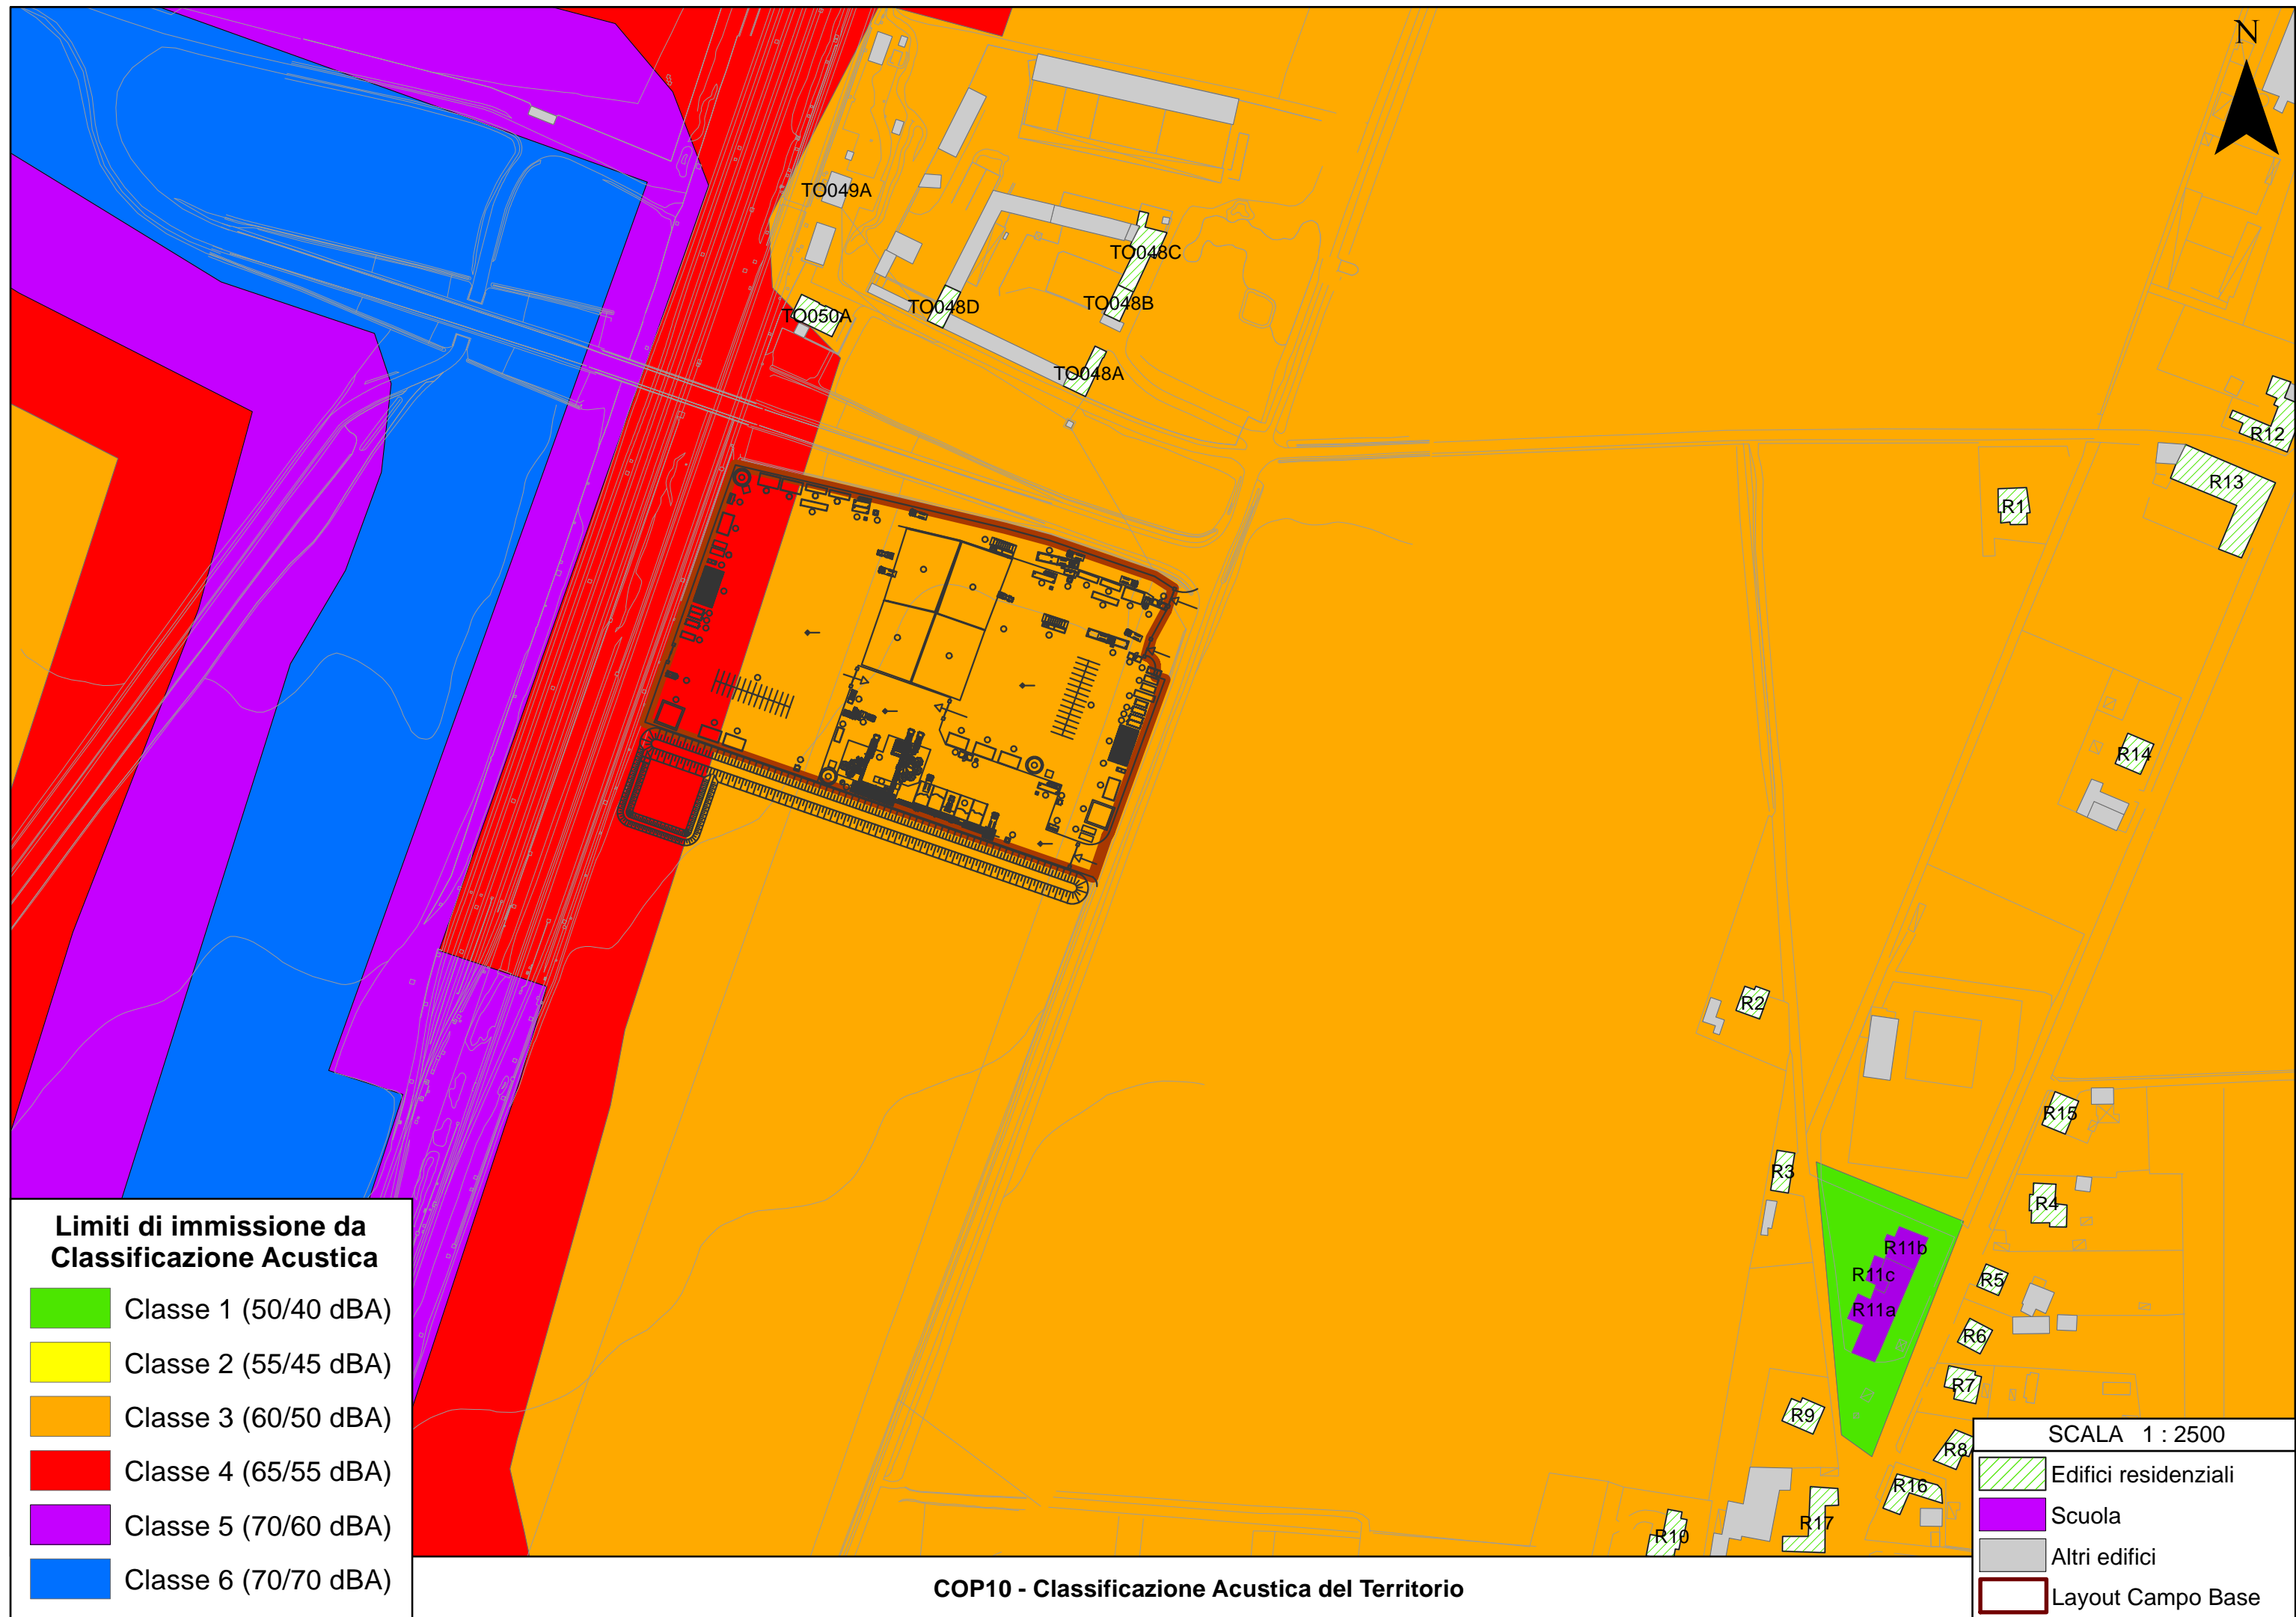 N
TO049A
TO048C
TO048D
TO048B
TO050A
TO048A
R12
R13
R1
R14
R2
R15
R3
R4
R11b
R11c
R5
R11a
R6
R7
R9
R8
R16
R17
R10
Limiti di immissione da
Classificazione Acustica
Classe 1 (50/40 dBA)
Classe 2 (55/45 dBA)
Classe 3 (60/50 dBA)
Classe 4 (65/55 dBA)
Classe 5 (70/60 dBA)
Classe 6 (70/70 dBA)
COP10 - Classificazione Acustica del Territorio
SCALA 1 : 2500
Edifici residenziali
Scuola
Altri edifici
Layout Campo Base